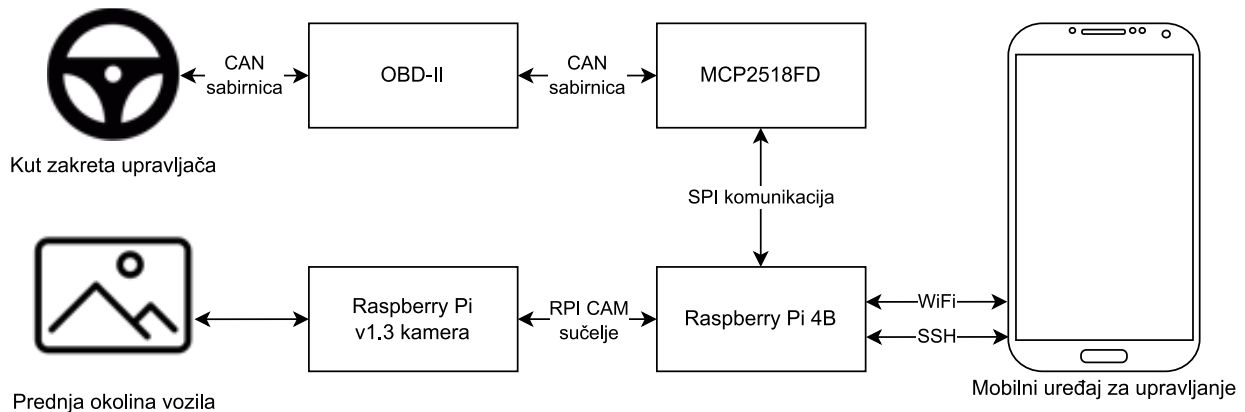 CAN
sabirnica
OBD-II
CAN
sabirnica
MCP2518FD
Kut zakreta upravljača
SPI komunikacija
Raspberry Pi
v1.3 kamera
RPI CAM
sučelje
Raspberry Pi 4B
WiFi
SSH
Prednja okolina vozila
Mobilni uređaj za upravljanje